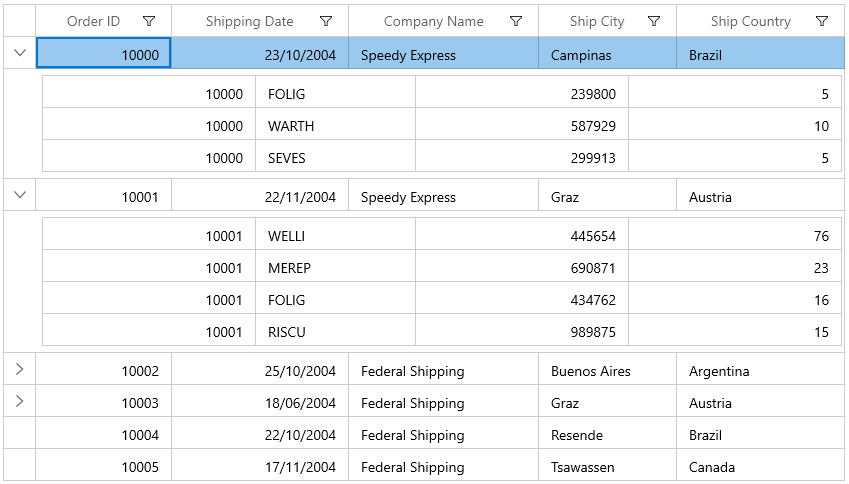 Order ID Shipping Date Company Name Ship City Ship Country
10000 23/10/2004 Speedy Express Campinas Brazil
10000 FOLIG 239800 5
10000 WARTH 587929 10
10000 SEVES 299913 5
10001 22/11/2004 Speedy Express Graz Austria
10001 WELLI 445654 76
10001 MEREP 690871 23
10001 FOLIG 434762 16
10001 RISCU 989875 15
10002 25/10/2004 Federal Shipping Buenos Aires Argentina
10003 18/06/2004 Federal Shipping Graz Austria
10004 22/10/2004 Federal Shipping Resende Brazil
10005 17/11/2004 Federal Shipping Tsawassen Canada